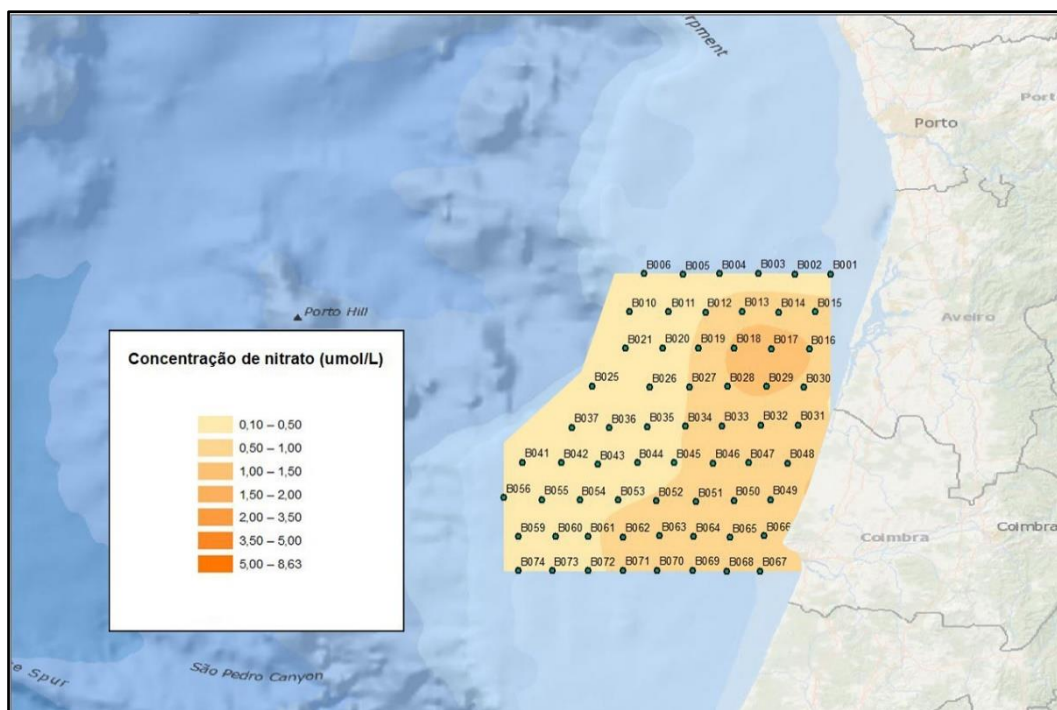 rpment
Porto
Porto
Porto Hill
Aveiro
Concentração de nitrato (umol/L)
0,10 – 0,50
0,50 – 1,00
1,00 – 1,50
1,50 – 2,00
2,00 – 3,50
3,50 – 5,00
5,00 – 8,63
B006 B005 B004 B003 B002 B001
B010 B011 B012 B013 B014 B015
B021 B020 B019 B018 B017 B016
B025 B026 B027 B028 B029 B030
B037 B036 B035 B034 B033 B032 B031
B041 B042 B043 B044 B045 B046 B047 B048
B056 B055 B054 B053 B052 B051 B050 B049
B059 B060 B061 B062 B063 B064 B065 B066
B074 B073 B072 B071 B070 B069 B068 B067
Coimbra
Coimbra
e Spur
São Pedro Canyon